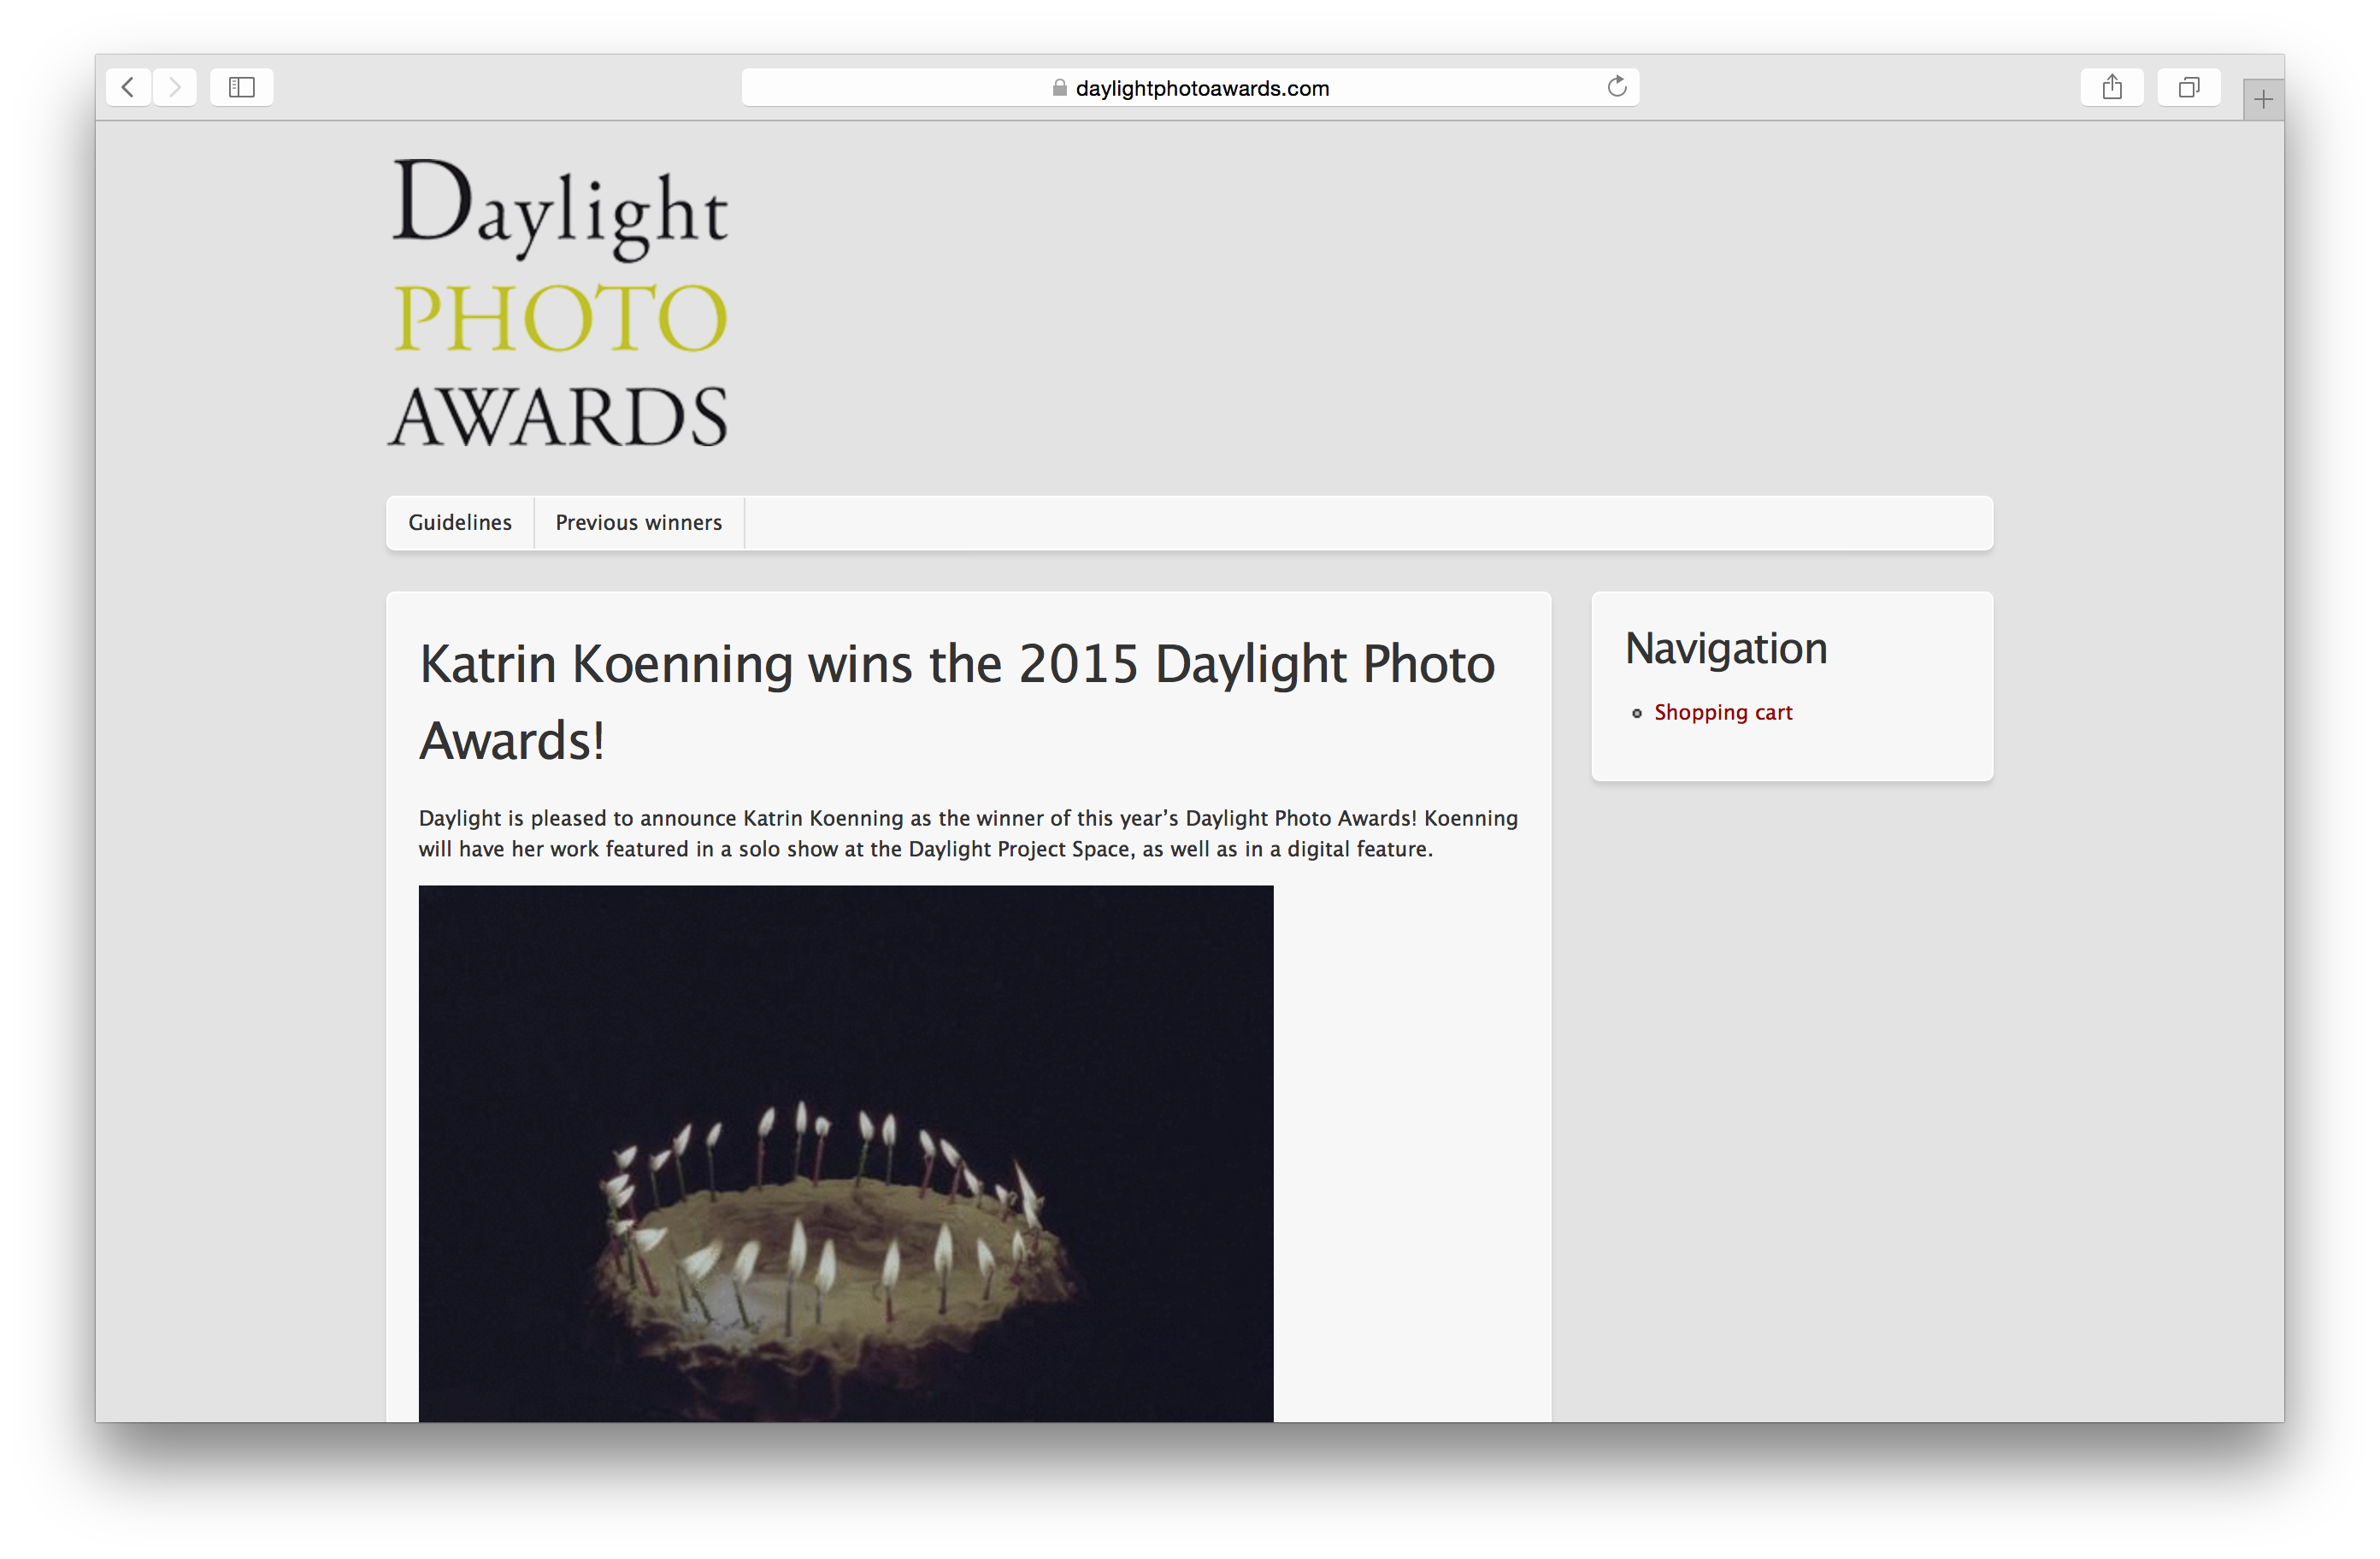 daylightphotoawards.com
Daylight
PHOTO
AWARDS
Guidelines
Previous winners
Katrin Koenning wins the 2015 Daylight Photo
Awards!
Daylight is pleased to announce Katrin Koenning as the winner of this year’s Daylight Photo Awards! Koenning
will have her work featured in a solo show at the Daylight Project Space, as well as in a digital feature.
Navigation
Shopping cart